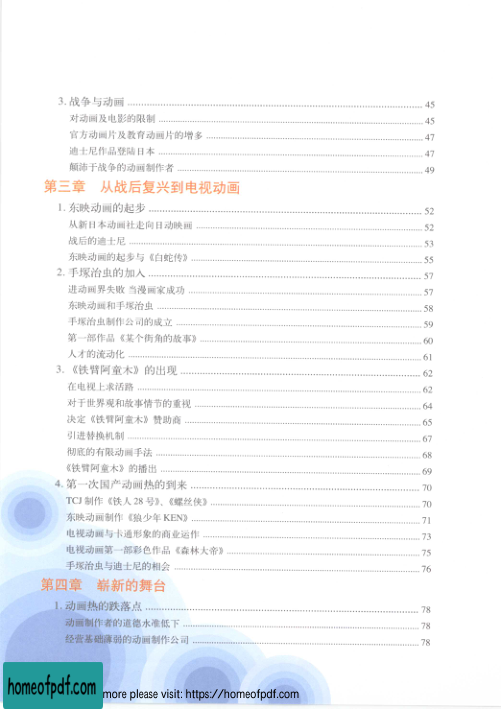 3. 战争与动画 45
对动画及电影的限制 45
官方动画片及教育动画片的增多 47
迪士尼作品登陆日本 47
颠沛于战争的动画制作者 49
第三章 从战后复兴到电视动画
1. 东映动画的起步 52
从新日本动画社走向日动映画 52
战后的迪士尼 53
东映动画的起步与《白蛇传》 55
2. 手塚治虫的加入 57
进动画界失败 当漫画家成功 57
东映动画和手塚治虫 58
手塚治虫制作公司的成立 59
第一部作品《某个街角的故事》 60
人才的流动化 61
3. 《铁臂阿童木》的出现 62
在电视上求活路 62
对于世界观和故事情节的重视 64
决定《铁臂阿童木》赞助商 65
引进替换机制 67
彻底的有限动画手法 68
《铁臂阿童木》的播出 69
4. 第一次国产动画热的到来 70
TCJ 制作《铁人 28 号》、《螺丝侠》 70
东映动画制作《狼少年 KEN》 71
电视动画与卡通形象的商业运作 73
电视动画第一部彩色作品《森林大帝》 75
手塚治虫与迪士尼的相会 76
第四章 崭新的舞台
1. 动画热的跌落点 78
动画制作者的道德水准低下 78
经营基础薄弱的动画制作公司 78
homeofpdf.com more please visit: https://homeofpdf.com